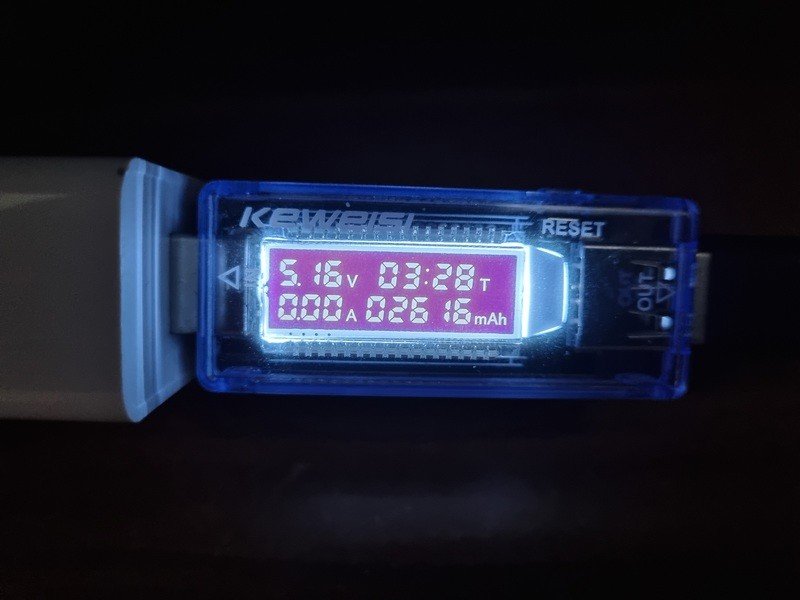 KEWEISI
RESET
5.16V 03:28T
0.00A 02616mAh
OUT